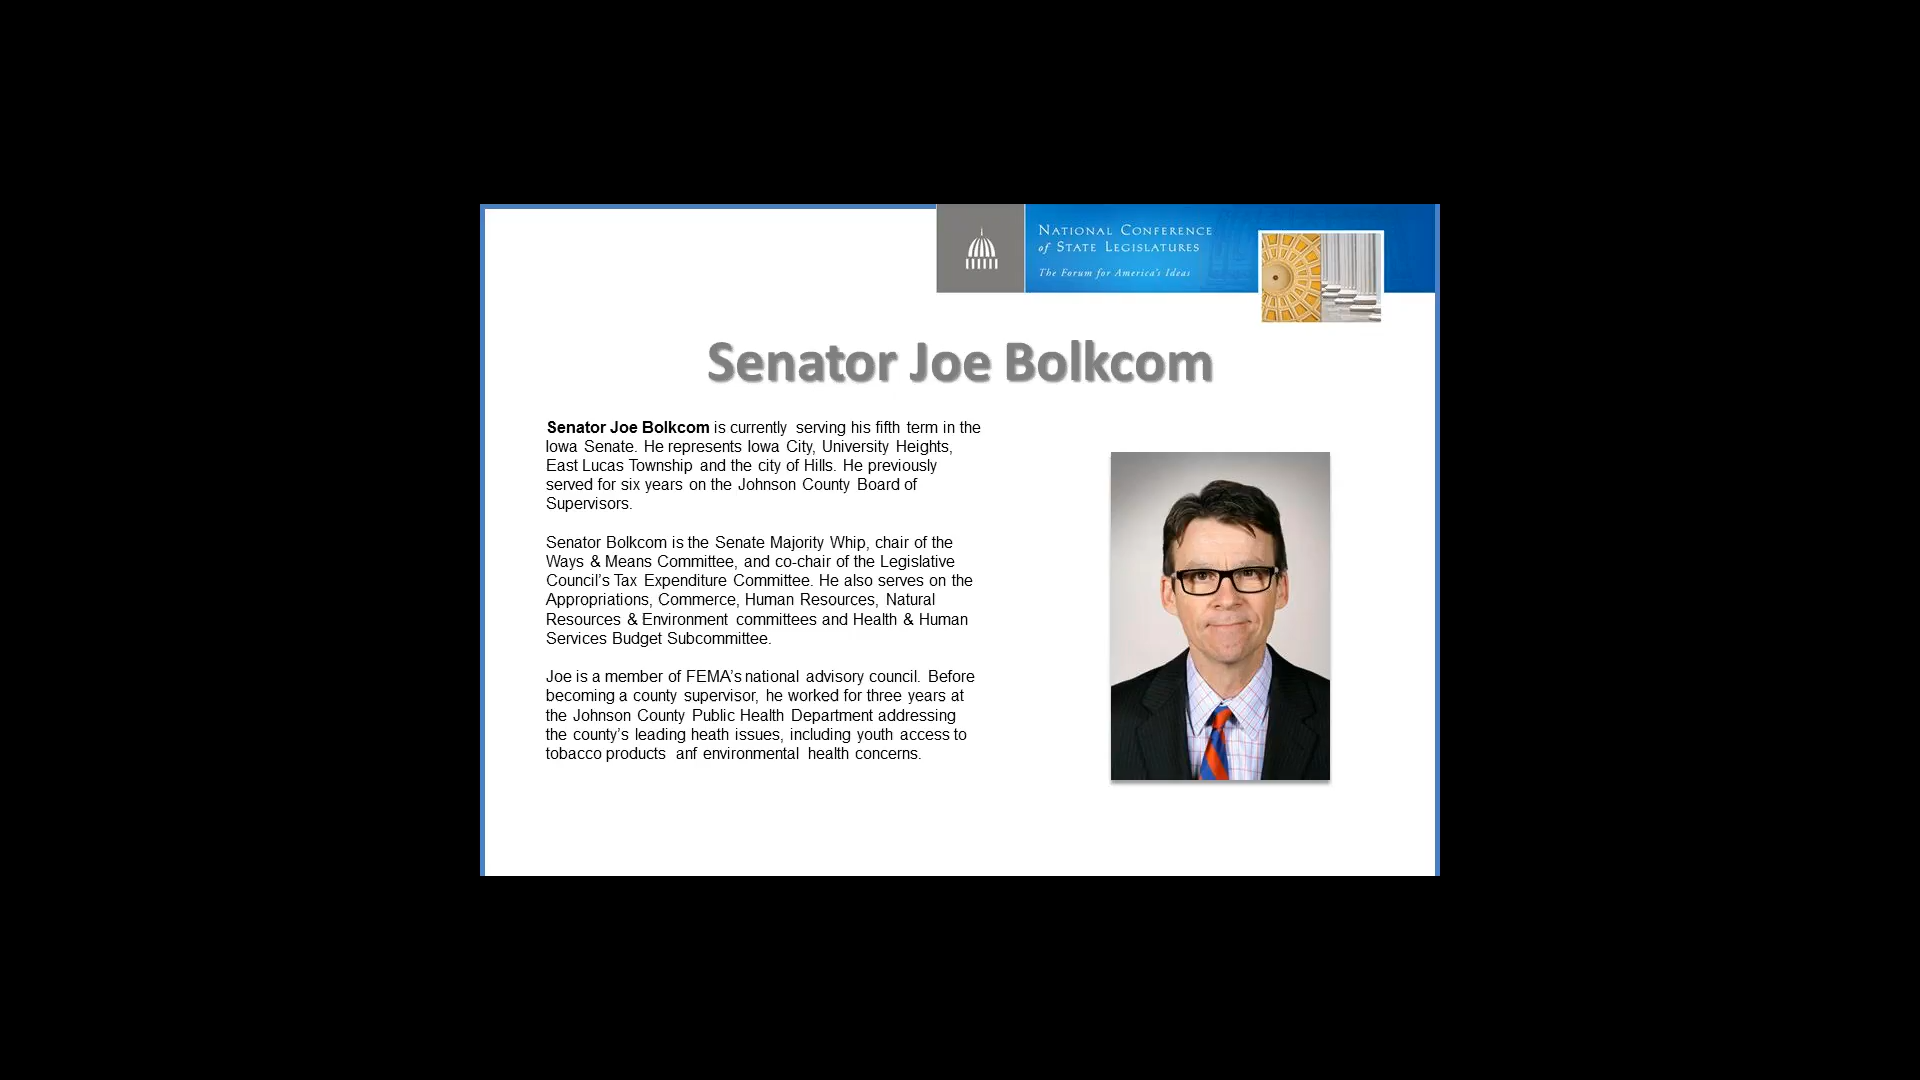 NATIONAL CONFERENCE
of STATE LEGISLATURES
The Forum for America's Ideas
Senator Joe Bolkcom
Senator Joe Bolkcom is currently serving his fifth term in the
Iowa Senate. He represents Iowa City, University Heights,
East Lucas Township and the city of Hills. He previously
served for six years on the Johnson County Board of
Supervisors.
Senator Bolkcom is the Senate Majority Whip, chair of the
Ways & Means Committee, and co-chair of the Legislative
Council's Tax Expenditure Committee. He also serves on the
Appropriations, Commerce, Human Resources, Natural
Resources & Environment committees and Health & Human
Services Budget Subcommittee.
Joe is a member of FEMA's national advisory council. Before
becoming a county supervisor, he worked for three years at
the Johnson County Public Health Department addressing
the county's leading heath issues, including youth access to
tobacco products anf environmental health concerns.